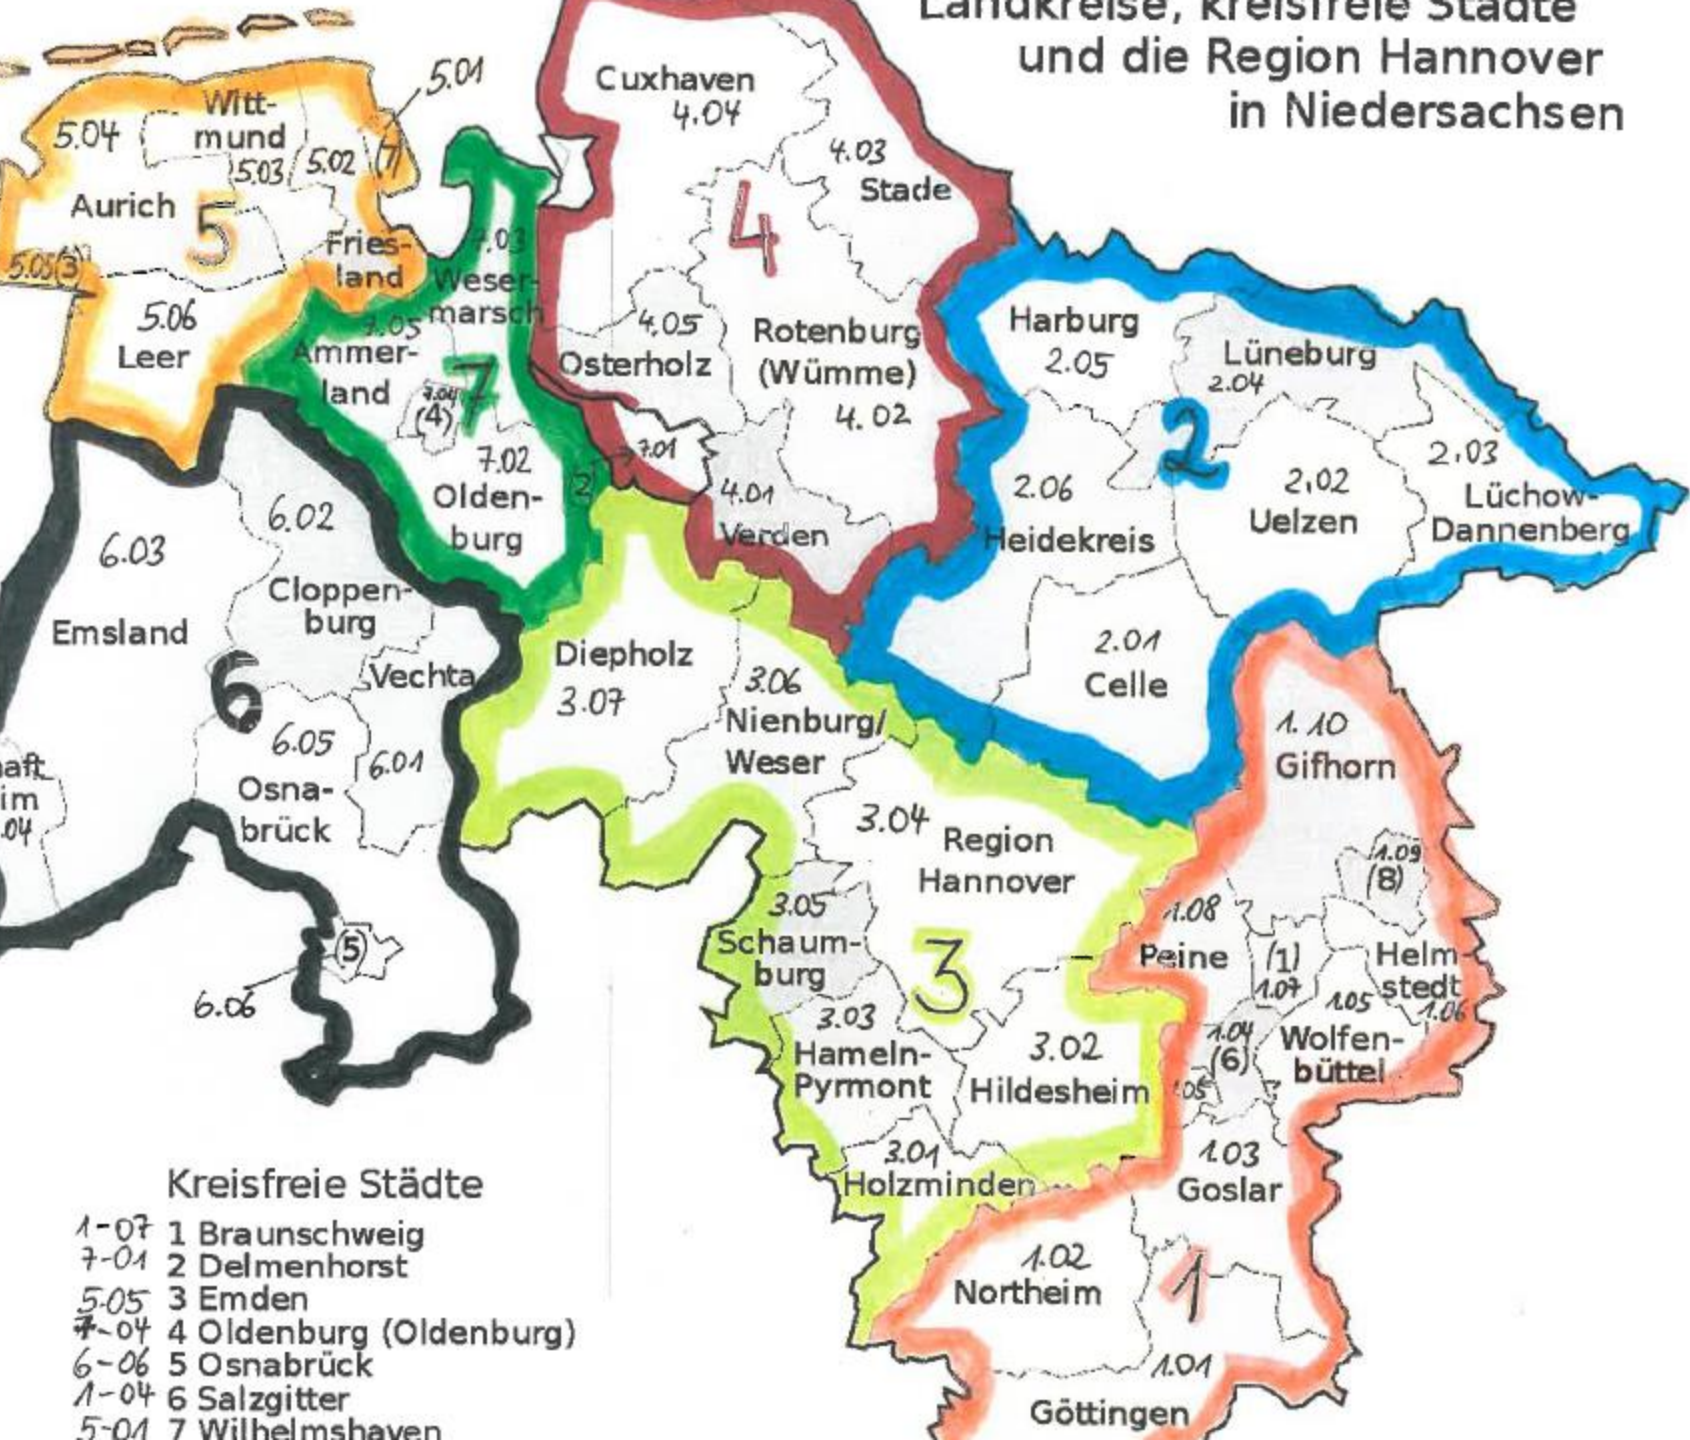 Landkreise, kreisfreie Städte
und die Region Hannover
in Niedersachsen
5.01
Cuxhaven
4.04
Witt-
mund
5.04
5.03
5.02
(7)
4.03
Stade
Aurich
5
4
Fries-
land
5.05(3)
7.03
Weser-
marsch
5.06
Leer
7.05
Ammer-
land
7.04
(4)
7
4.05
Osterholz
Rotenburg
(Wümme)
4.02
Harburg
2.05
Lüneburg
2.04
2
2.03
Lüchow-
Dannenberg
7.02
Olden-
burg
(2)
7.01
4.01
Verden
2.06
Heidekreis
2.02
Uelzen
6.03
Emsland
6.02
Cloppen-
burg
Vechta
6
6.05
Osna-
brück
6.01
Diepholz
3.07
3.06
Nienburg/
Weser
2.01
Celle
1.10
Gifhorn
aft
im
.04
3.04
Region
Hannover
1.09
(8)
3.05
Schaum-
burg
3
1.08
Peine
(1)
1.07
Helm-
stedt
1.06
(5)
6.06
3.03
Hameln-
Pyrmont
3.02
Hildesheim
1.04
(6)
1.05
Wolfen-
büttel
.05
3.01
Holzminden
1.03
Goslar
1.02
Northeim
1
1.01
Göttingen
Kreisfreie Städte
1-07 1 Braunschweig
7-01 2 Delmenhorst
5-05 3 Emden
7-04 4 Oldenburg (Oldenburg)
6-06 5 Osnabrück
1-04 6 Salzgitter
5-01 7 Wilhelmshaven